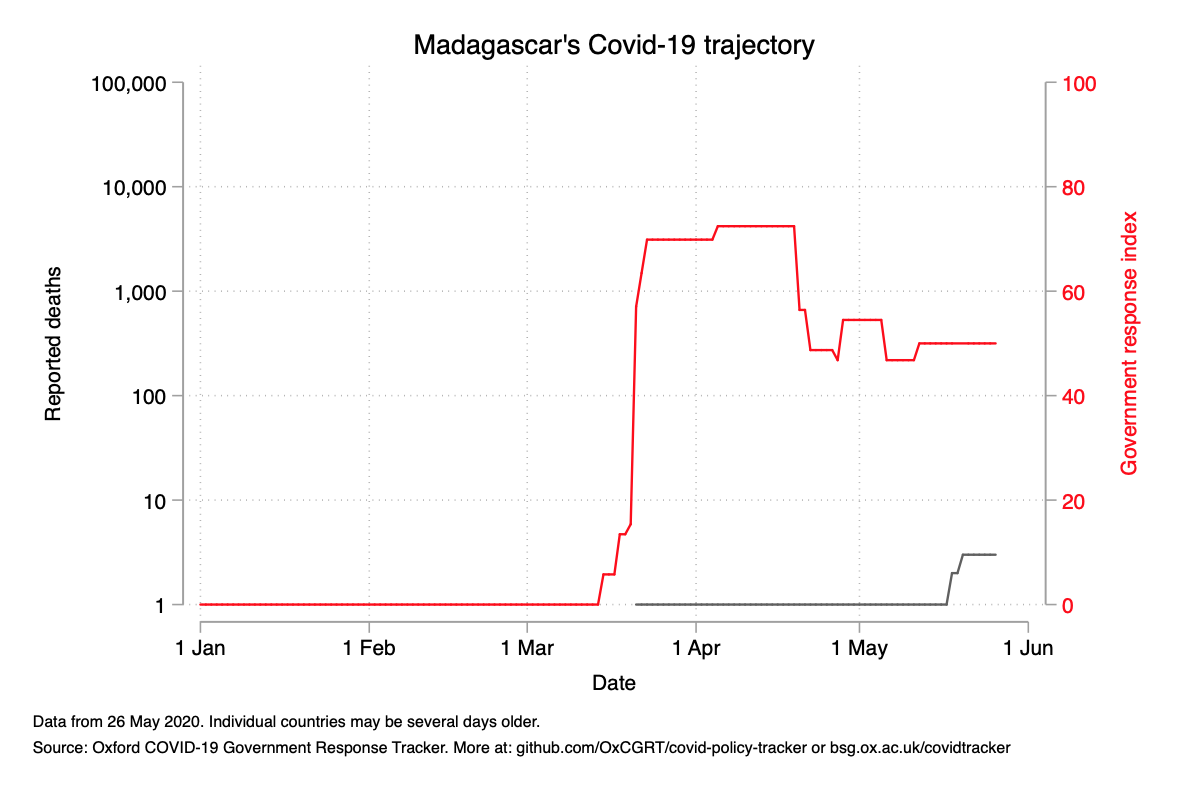 Madagascar's Covid-19 trajectory
100,000
10,000
1,000
100
10
1
Reported deaths
100
80
60
40
20
0
Government response index
1 Jan 1 Feb 1 Mar 1 Apr 1 May 1 Jun
Date
Data from 26 May 2020. Individual countries may be several days older.
Source: Oxford COVID-19 Government Response Tracker. More at: github.com/OxCGRT/covid-policy-tracker or bsg.ox.ac.uk/covidtracker